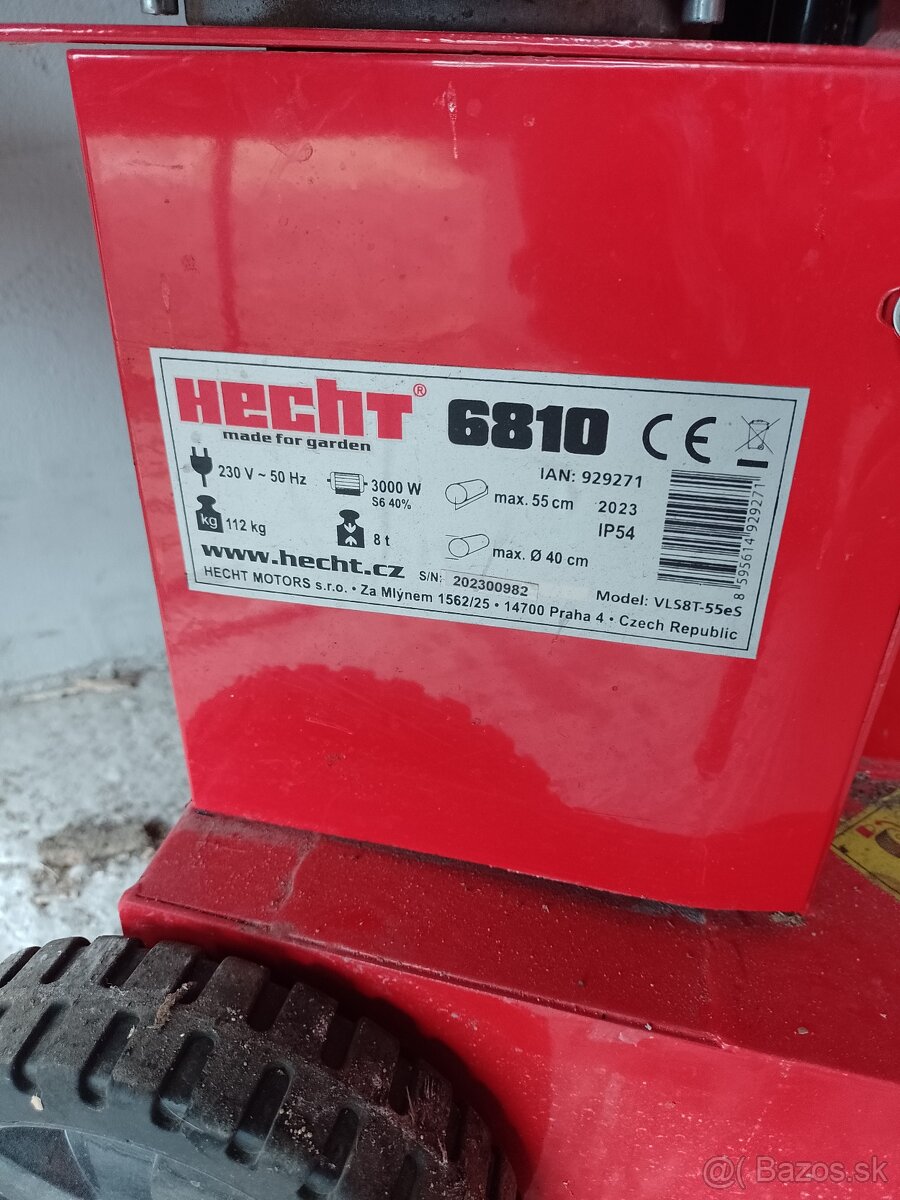 HECHT® 6810 CE
made for garden
IAN: 929271
230 V ~ 50 Hz
3000 W
S6 40%
max. 55 cm
2023
IP54
kg 112 kg
8 t
max. Ø 40 cm
www.hecht.cz
S/N: 202300982
Model: VLS8T-55eS
HECHT MOTORS s.r.o. • Za Mlýnem 1562/25 • 14700 Praha 4 • Czech Republic
8 595614 929271
Bazos.sk